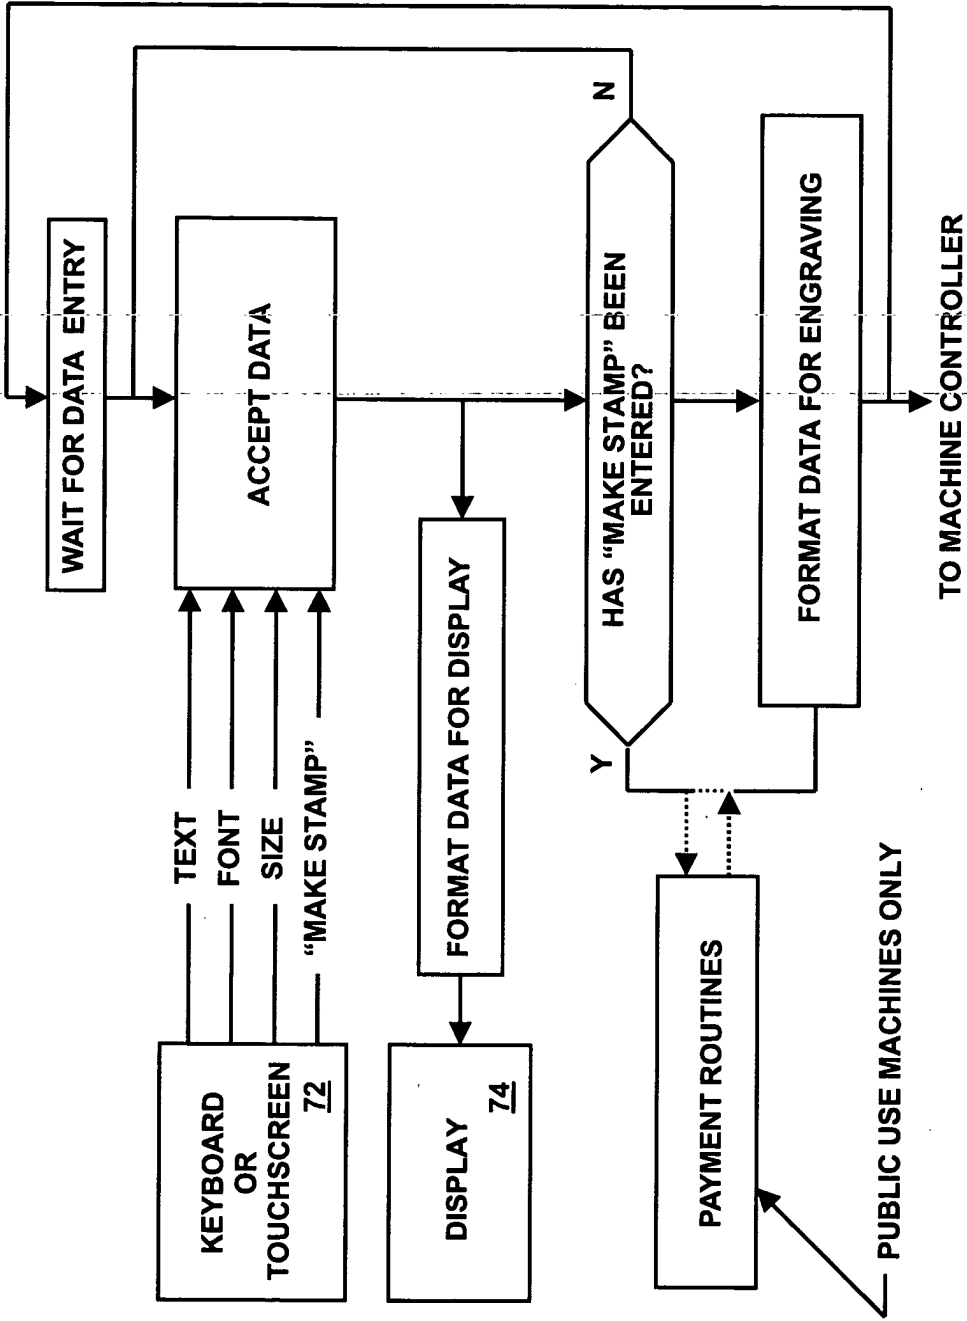 WAIT FOR DATA ENTRY
TEXT
FONT
SIZE
“MAKE STAMP”
ACCEPT DATA
KEYBOARD
OR
TOUCHSCREEN
72
FORMAT DATA FOR DISPLAY
DISPLAY
74
HAS “MAKE STAMP” BEEN
ENTERED?
N
Y
PAYMENT ROUTINES
FORMAT DATA FOR ENGRAVING
PUBLIC USE MACHINES ONLY
TO MACHINE CONTROLLER